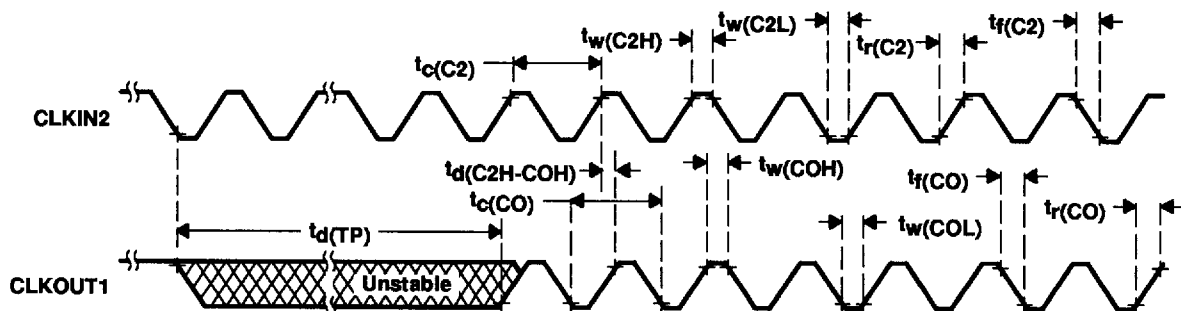 tw(C2H)
tw(C2L)
tr(C2)
tf(C2)
tc(C2)
CLKIN2
td(C2H-COH)
tw(COH)
tc(CO)
tf(CO)
tr(CO)
td(TP)
tw(COL)
CLKOUT1
Unstable